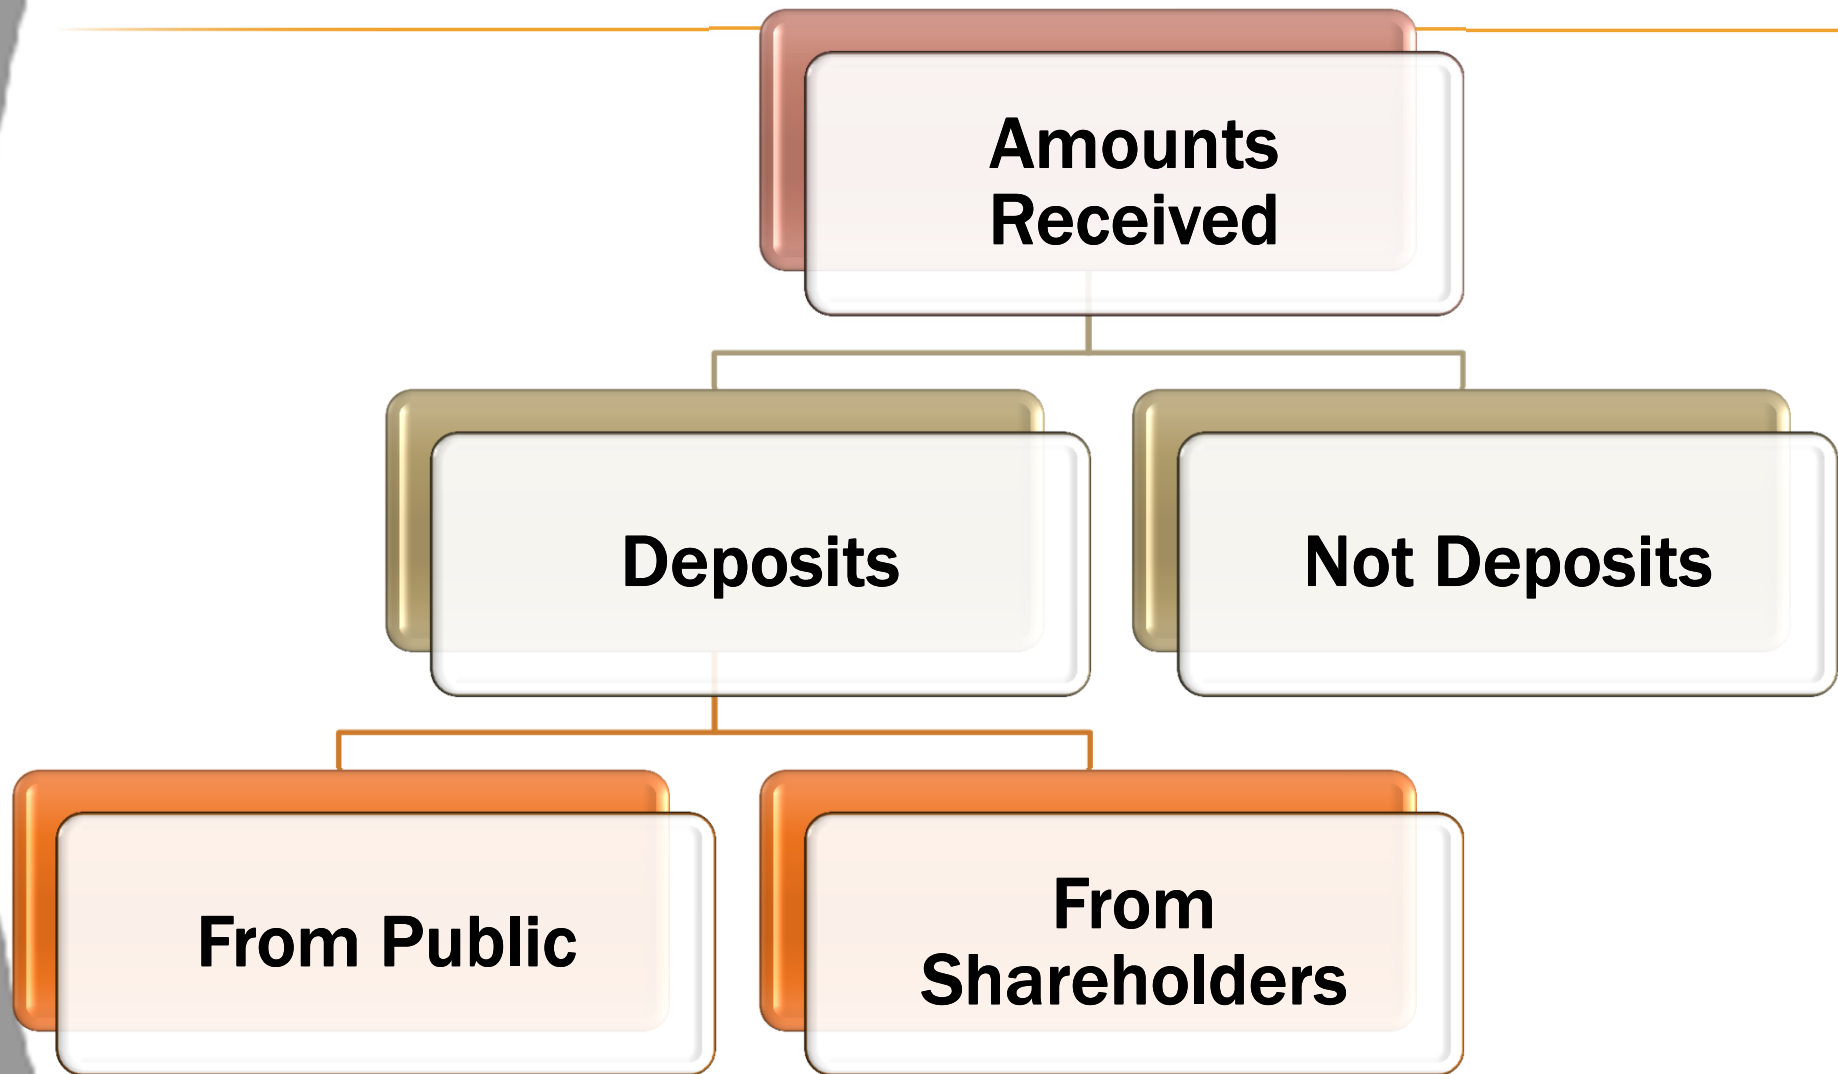 Amounts
Received
Deposits
Not Deposits
From Public
From
Shareholders